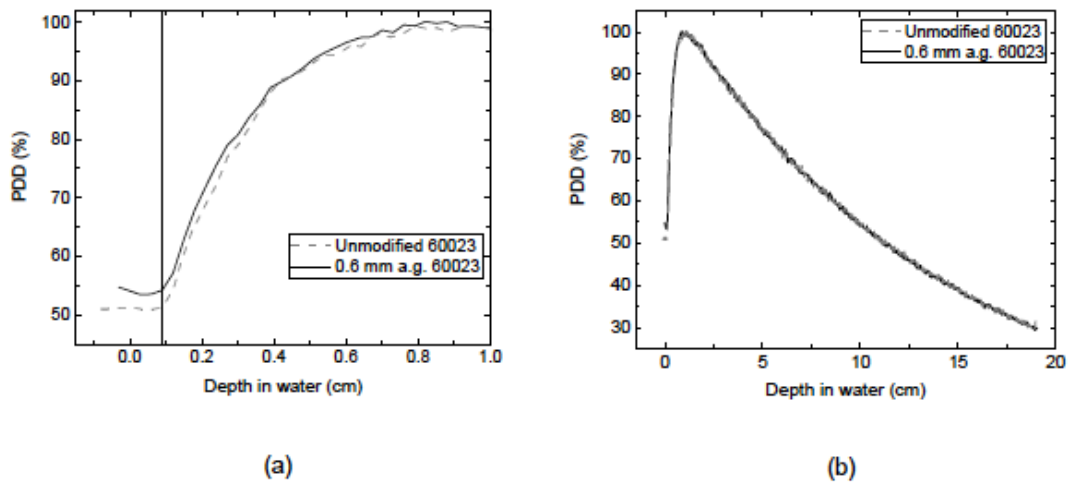 100
90
80
70
60
50
PDD (%)
Unmodified 60023
0.6 mm a.g. 60023
0.0 0.2 0.4 0.6 0.8 1.0
Depth in water (cm)
(a)
100
90
80
70
60
50
40
30
PDD (%)
Unmodified 60023
0.6 mm a.g. 60023
0 5 10 15 20
Depth in water (cm)
(b)